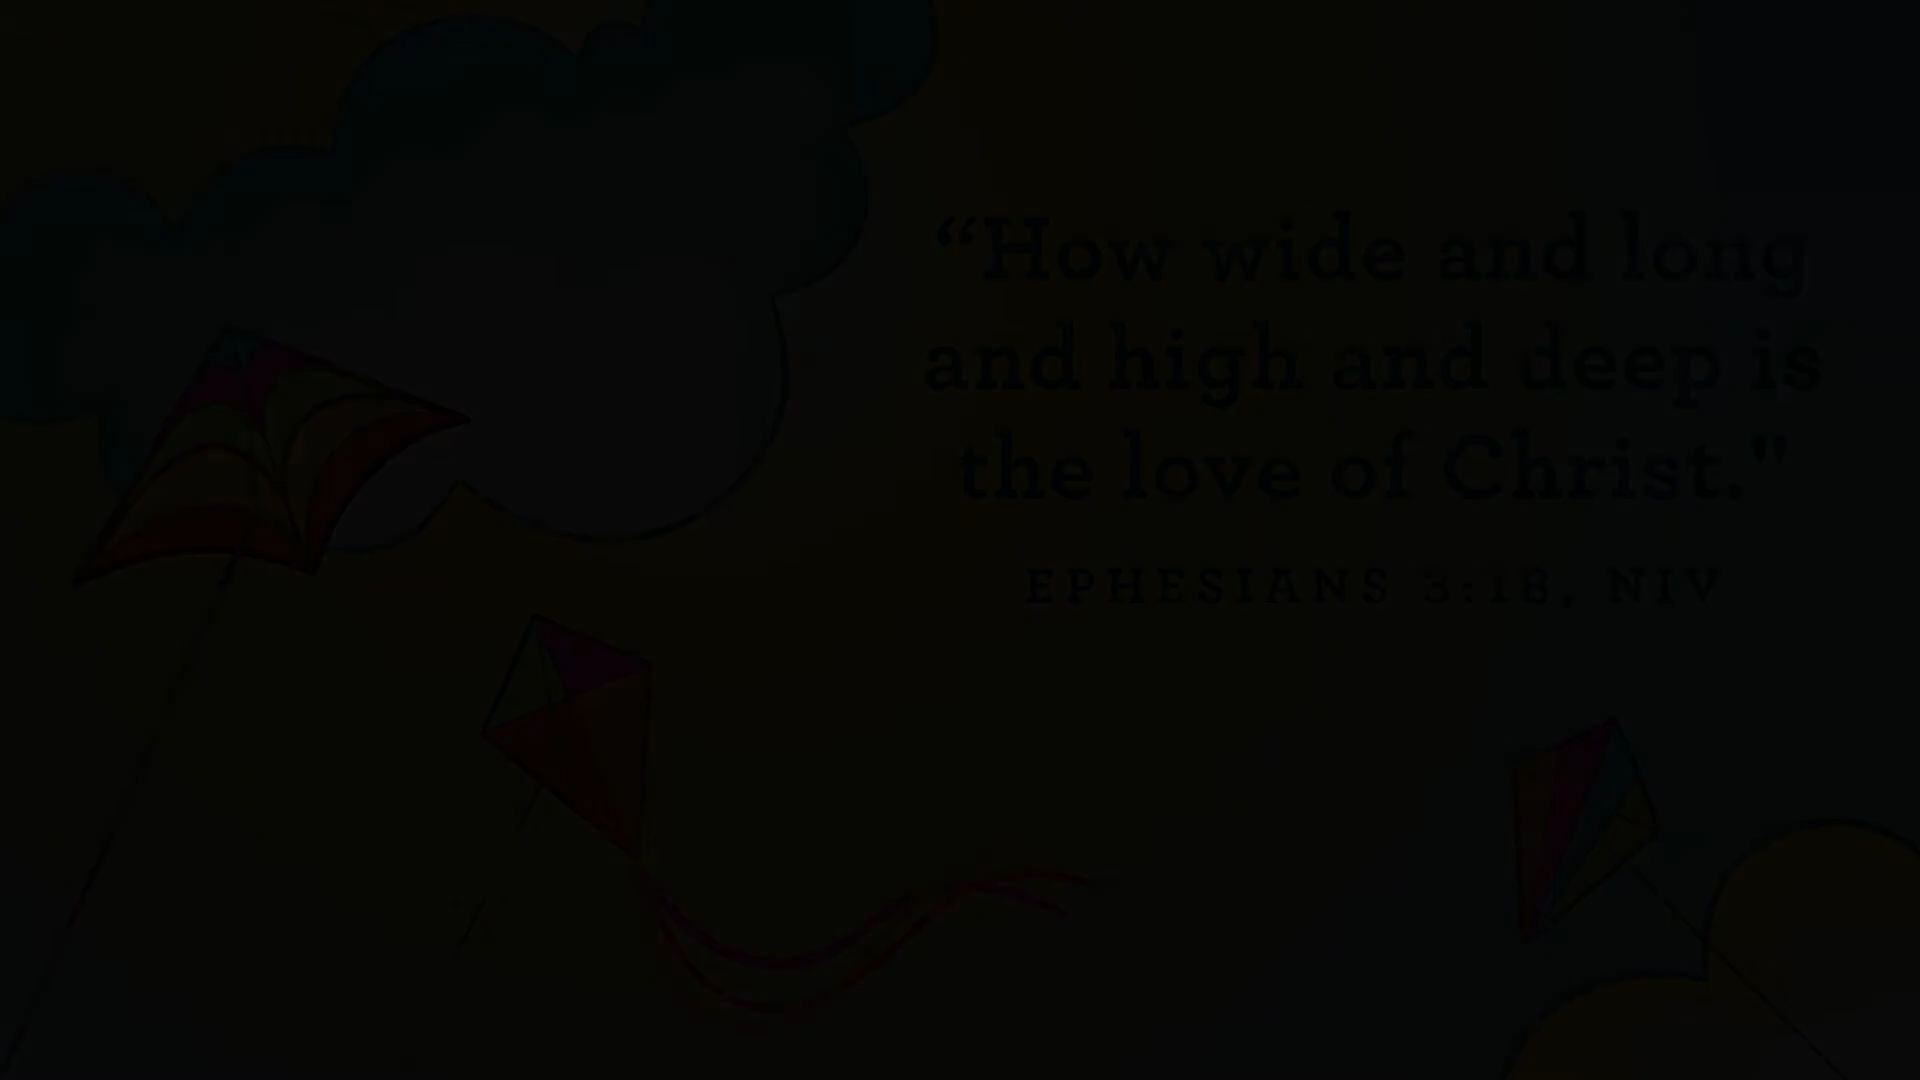 “How wide and long
and high and deep is
the love of Christ."
EPHESIANS 3:18, NIV